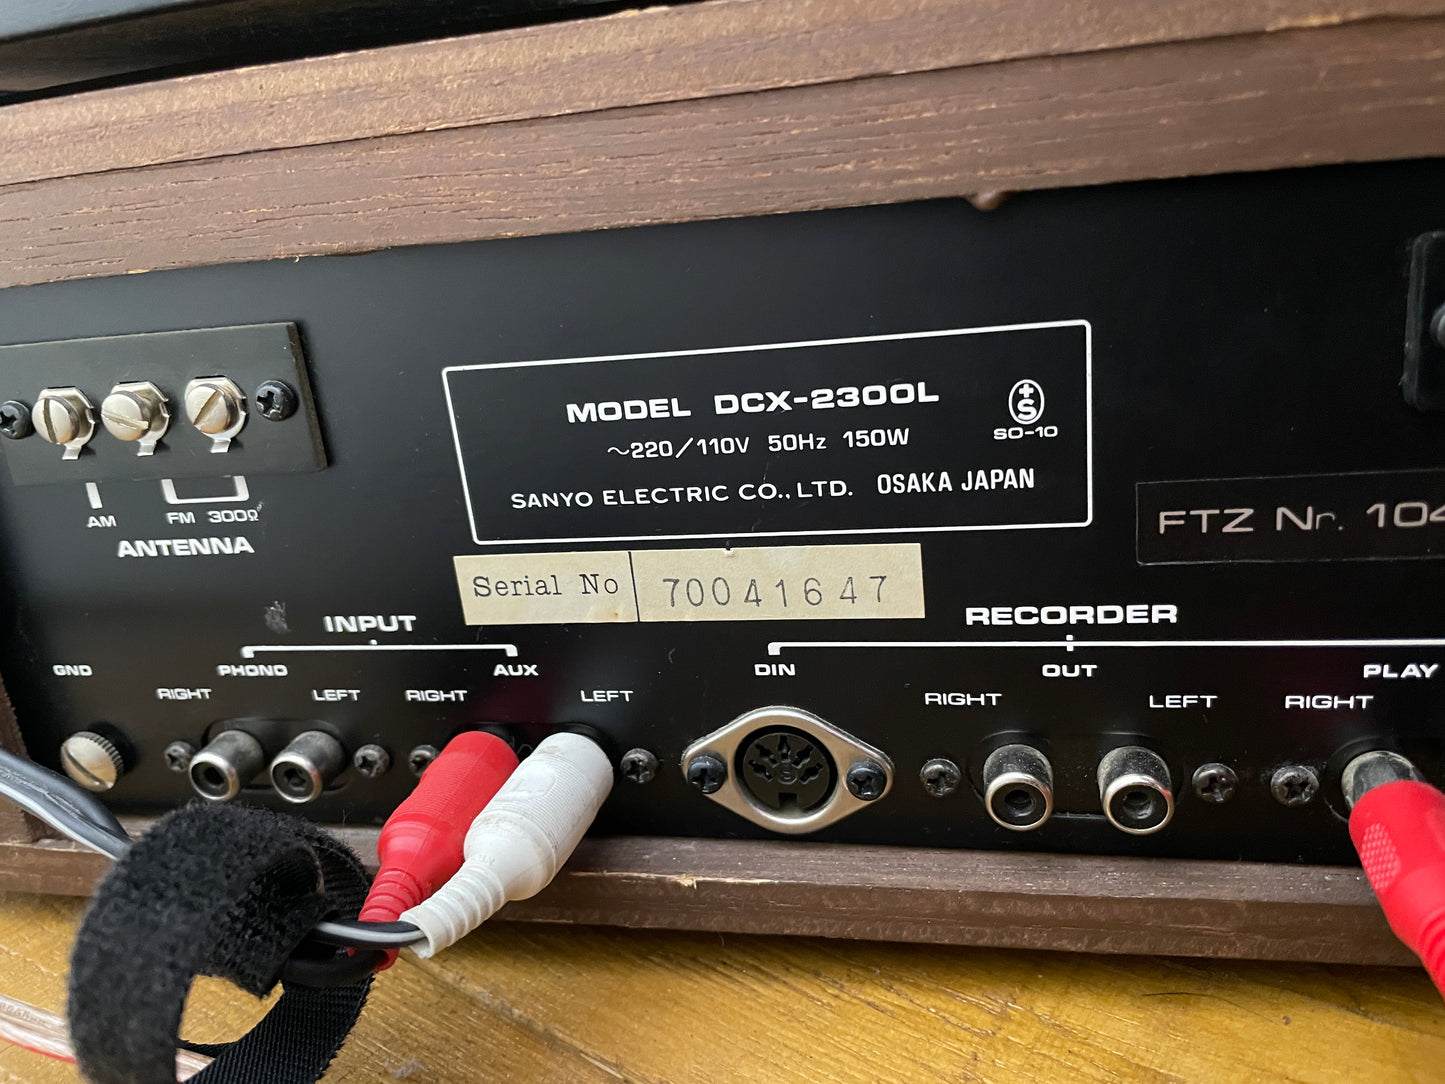 MODEL DCX-2300L
~220/110V 50Hz 150W
SANYO ELECTRIC CO., LTD. OSAKA JAPAN
+S
SO-10
FTZ Nr. 104
AM FM 300Ω
ANTENNA
Serial No 70041647
GND
INPUT
PHONO AUX
RIGHT LEFT RIGHT LEFT
RECORDER
DIN OUT PLAY
RIGHT LEFT RIGHT